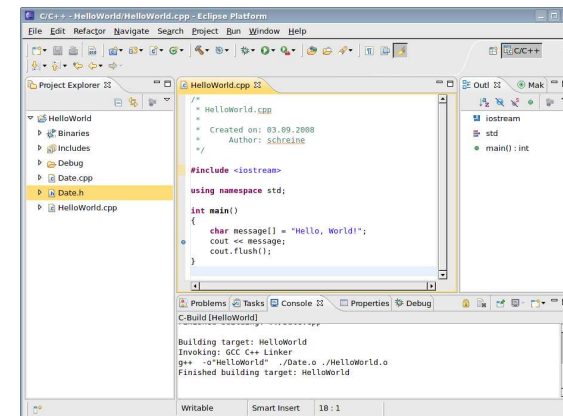 C/C++ - HelloWorld/HelloWorld.cpp - Eclipse Platform
File Edit Refactor Navigate Search Project Run Window Help
C/C++
Project Explorer
HelloWorld.cpp
Outl
Mak
HelloWorld
Binaries
Includes
Debug
Date.cpp
Date.h
HelloWorld.cpp
/*
* HelloWorld.cpp
*
* Created on: 03.09.2008
* Author: schreine
*/
#include <iostream>
using namespace std;
int main()
{
char message[] = "Hello, World!";
cout << message;
cout.flush();
}
iostream
std
main() : int
Problems Tasks Console Properties Debug
C-Build [HelloWorld]
Building target: HelloWorld
Invoking: GCC C++ Linker
g++ -o"HelloWorld" ./Date.o ./HelloWorld.o
Finished building target: HelloWorld
Writable Smart Insert 18 : 1